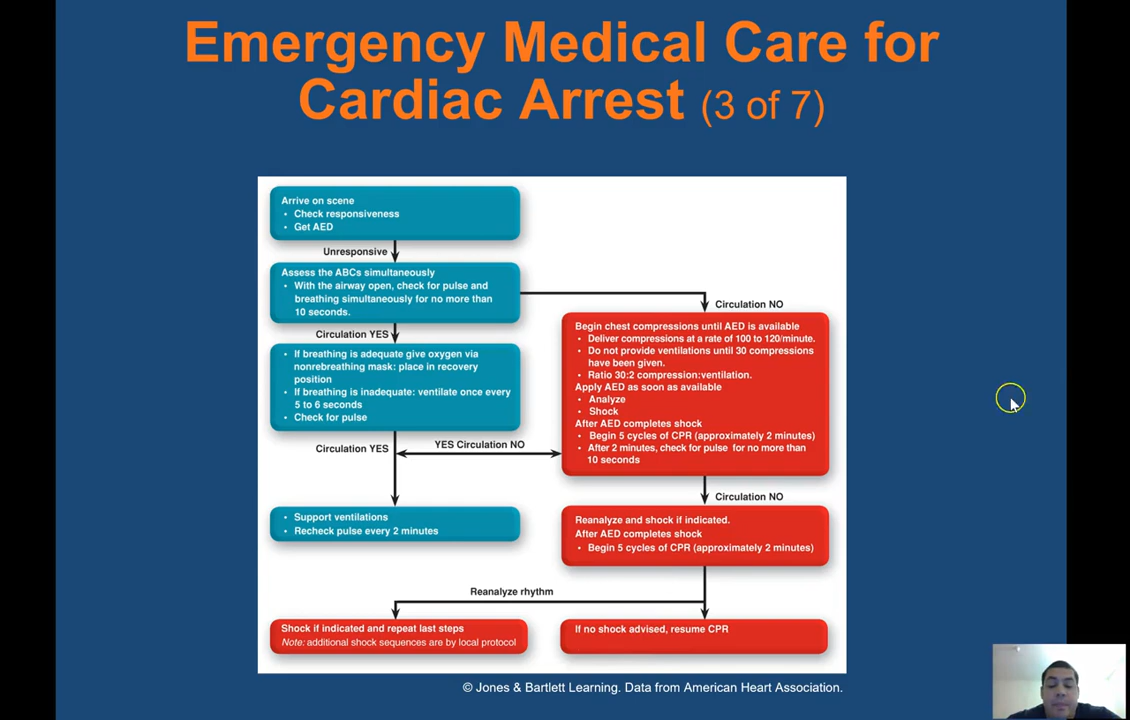 Emergency Medical Care for
Cardiac Arrest (3 of 7)
Arrive on scene
• Check responsiveness
• Get AED
Unresponsive
Assess the ABCs simultaneously
• With the airway open, check for pulse and
breathing simultaneously for no more than
10 seconds.
Circulation NO
Circulation YES
• If breathing is adequate give oxygen via
nonrebreathing mask: place in recovery
position
• If breathing is inadequate: ventilate once every
5 to 6 seconds
• Check for pulse
Begin chest compressions until AED is available
• Deliver compressions at a rate of 100 to 120/minute.
• Do not provide ventilations until 30 compressions
have been given.
• Ratio 30:2 compression:ventilation.
Apply AED as soon as available
• Analyze
• Shock
After AED completes shock
• Begin 5 cycles of CPR (approximately 2 minutes)
• After 2 minutes, check for pulse for no more than
10 seconds
Circulation YES
YES Circulation NO
Circulation NO
• Support ventilations
• Recheck pulse every 2 minutes
Reanalyze and shock if indicated.
After AED completes shock
• Begin 5 cycles of CPR (approximately 2 minutes)
Reanalyze rhythm
Shock if indicated and repeat last steps
Note: additional shock sequences are by local protocol
If no shock advised, resume CPR
© Jones & Bartlett Learning. Data from American Heart Association.